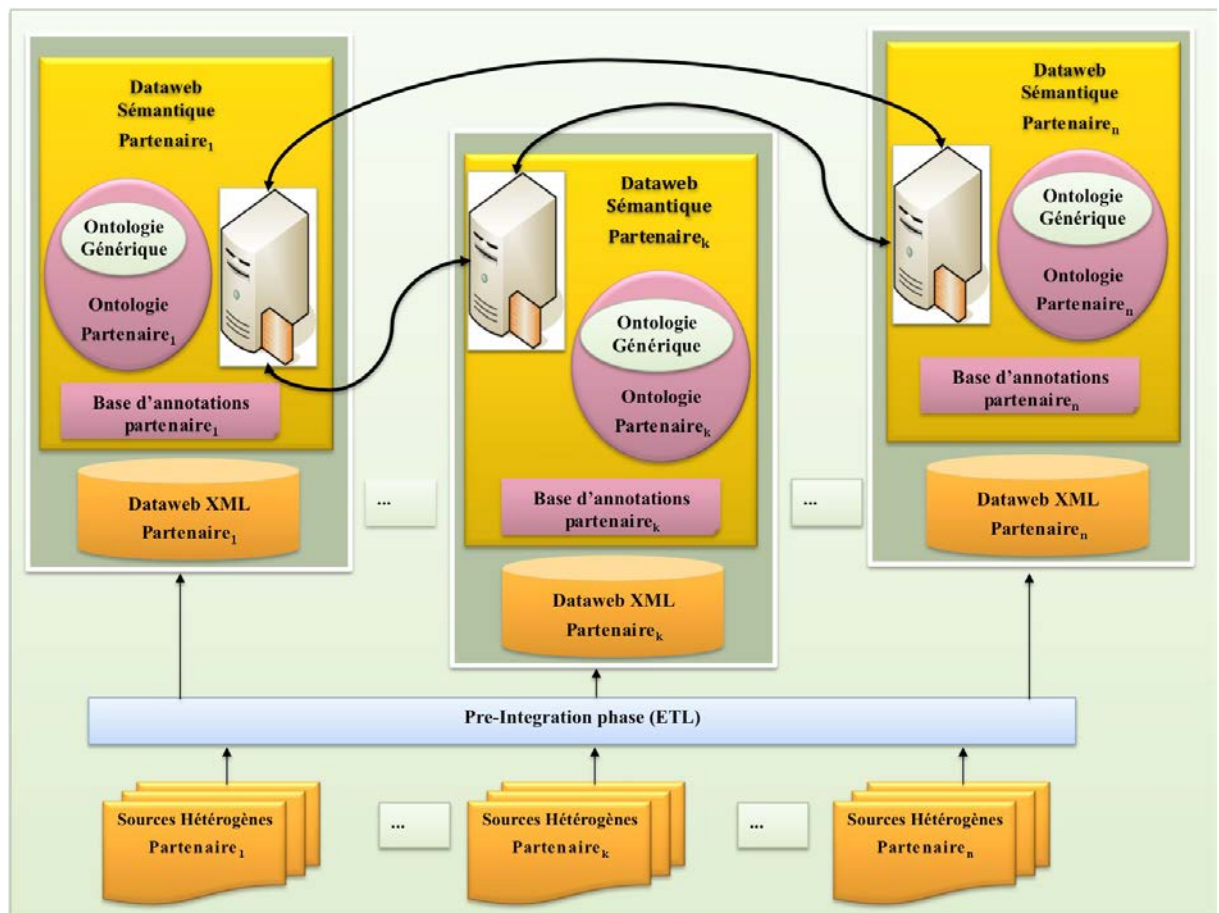 Dataweb
Sémantique
Partenaire₁
Ontologie
Générique
Ontologie
Partenaire₁
Base d'annotations
partenaire₁
Dataweb XML
Partenaire₁
...
Dataweb
Sémantique
Partenaireₖ
Ontologie
Générique
Ontologie
Partenaireₖ
Base d'annotations
partenaireₖ
Dataweb XML
Partenaireₖ
...
Dataweb
Sémantique
Partenaireₙ
Ontologie
Générique
Ontologie
Partenaireₙ
Base d'annotations
partenaireₙ
Dataweb XML
Partenaireₙ
Pre-Integration phase (ETL)
Sources Hétérogènes
Partenaire₁
...
Sources Hétérogènes
Partenaireₖ
...
Sources Hétérogènes
Partenaireₙ